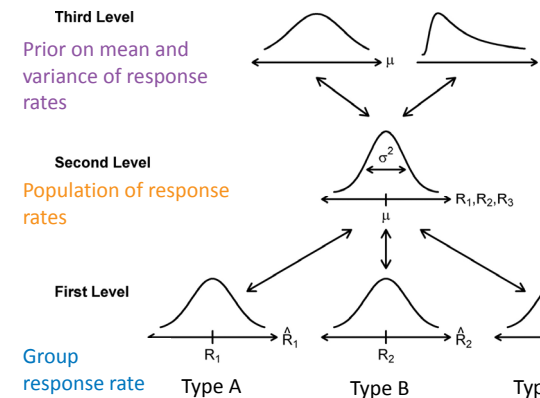 Third Level
Prior on mean and
variance of response
rates
μ
Second Level
Population of response
rates
σ²
R₁,R₂,R₃
μ
First Level
R̂₁
R̂₂
R₁
R₂
Group
response rate
Type A
Type B
Typ